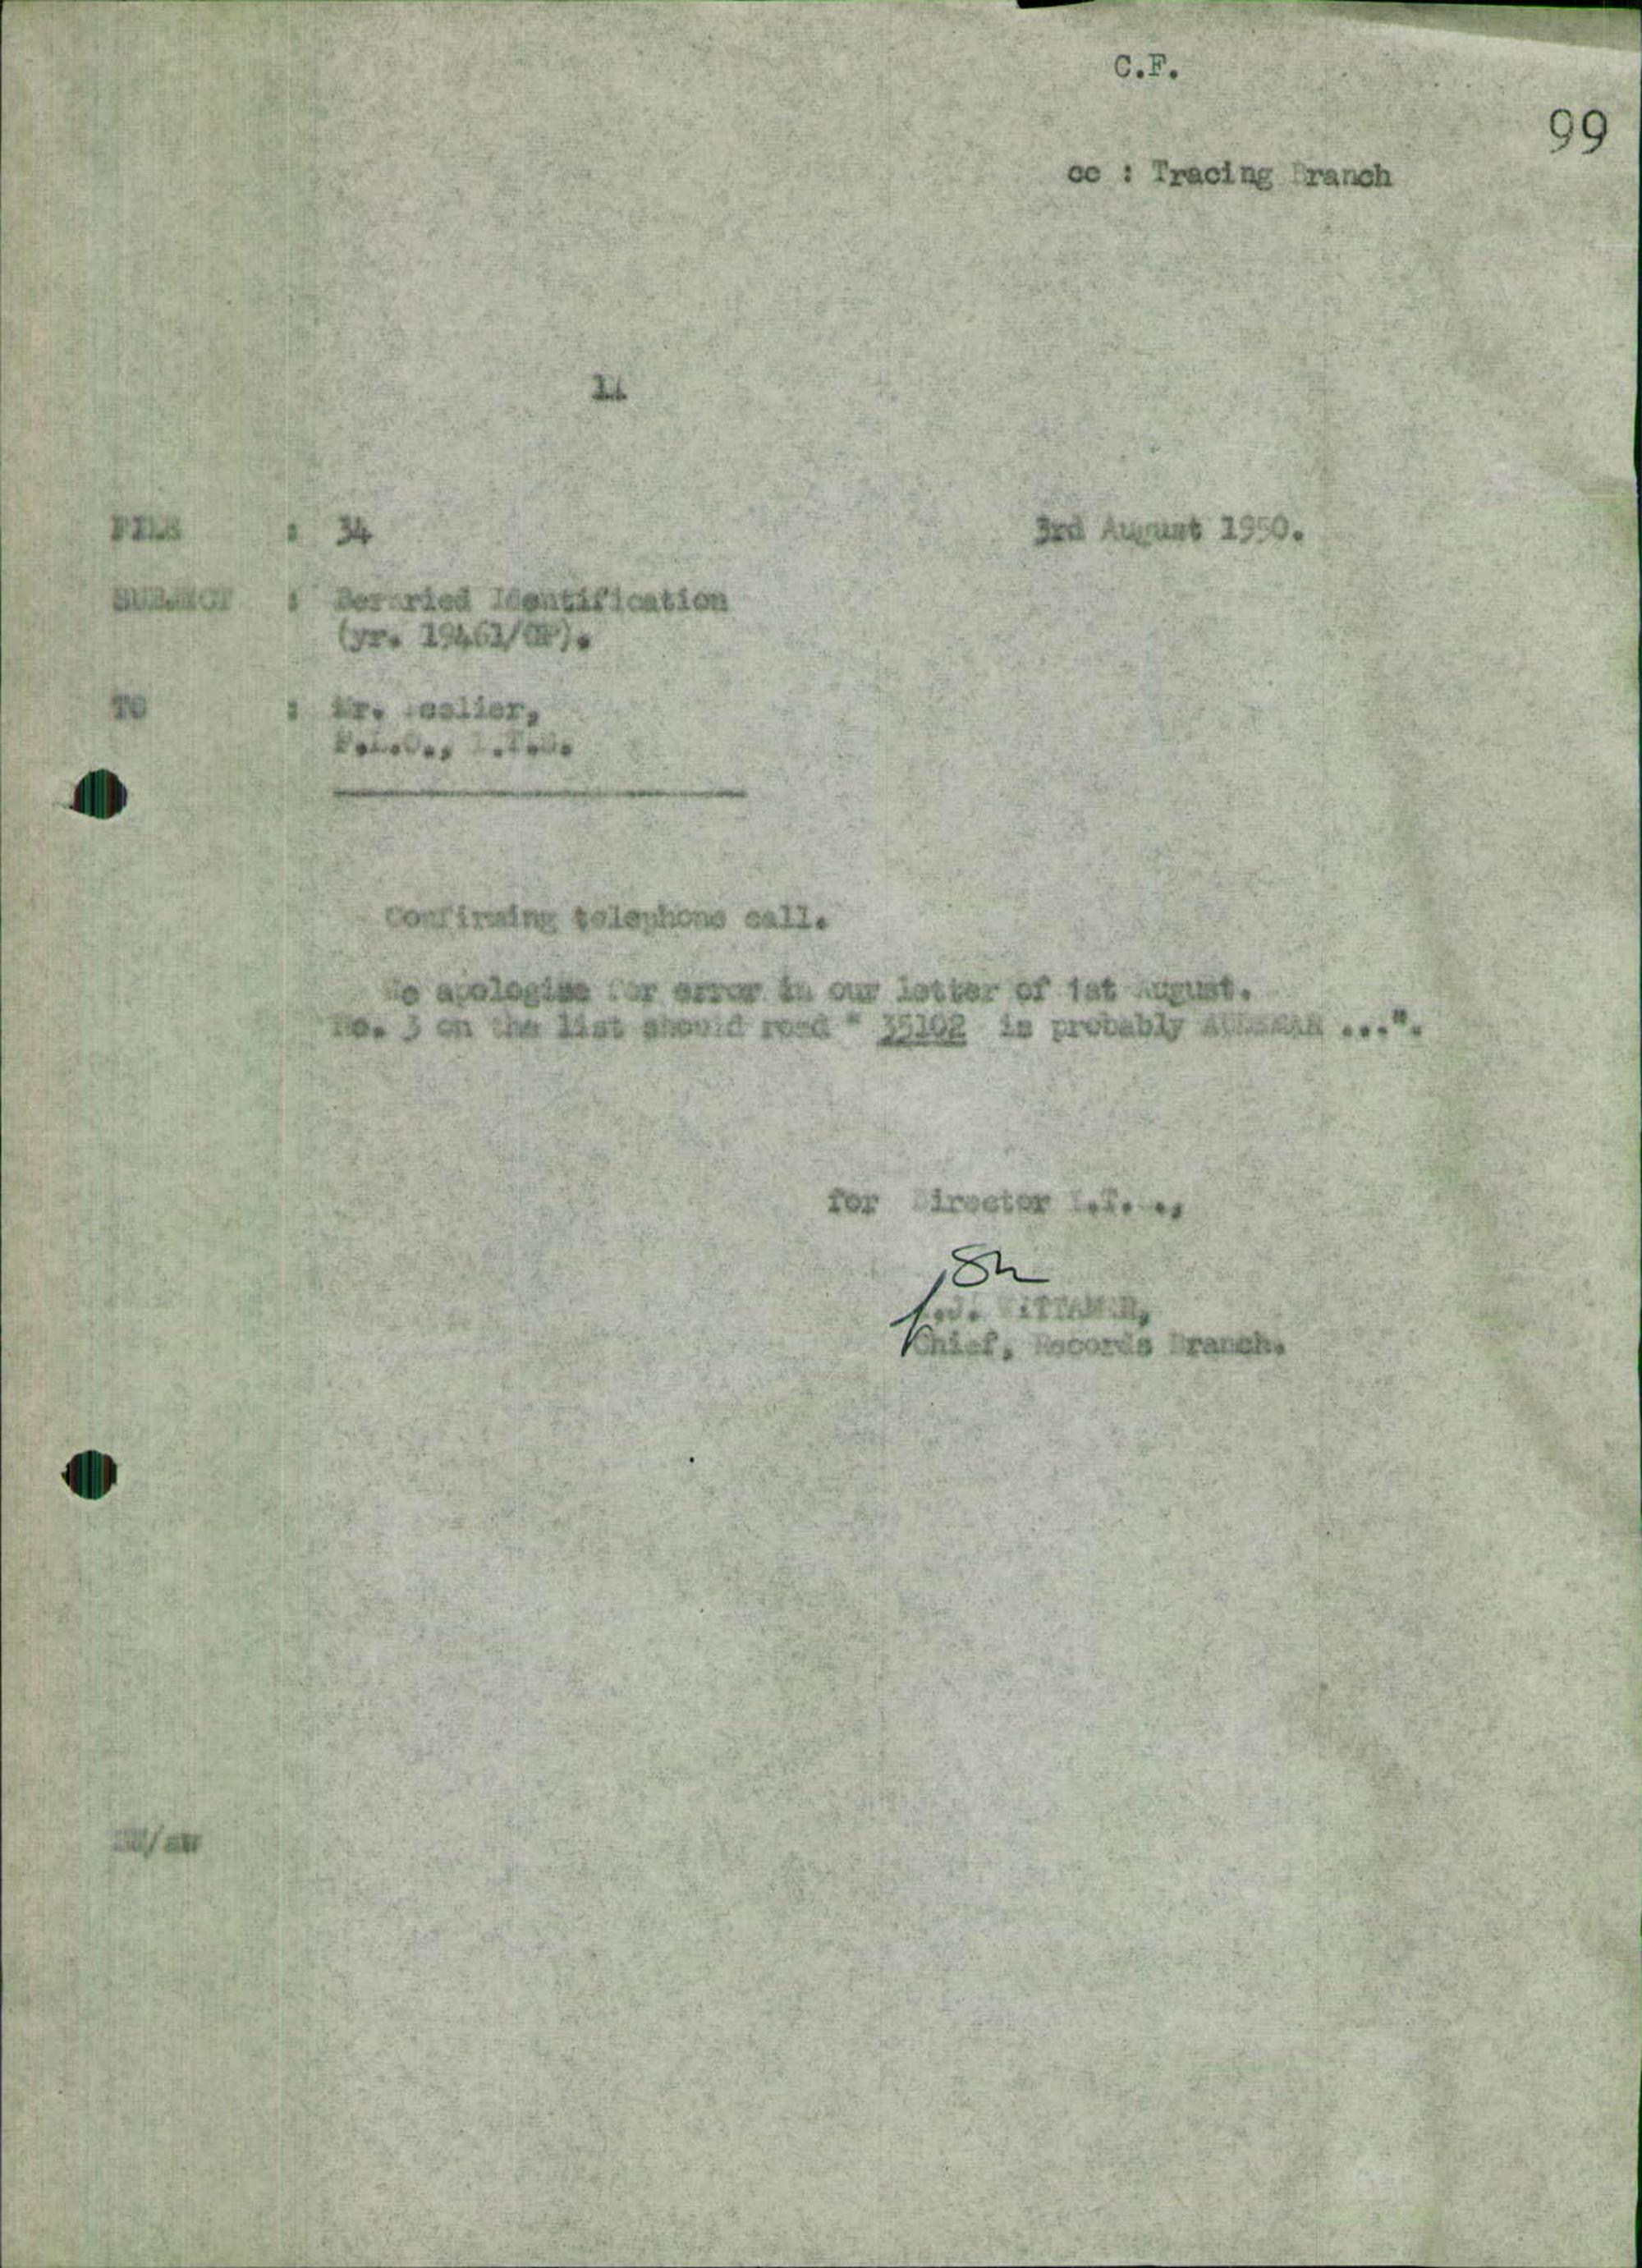 C.F.
99
cc : Tracing Branch
14
FILE : 34
3rd August 1950.
SUBJECT : Identification
(yr. 19461/GP).
TO : Mr.
F.L.O., I.T.S.
Confirming telephone call.
We apologise for error in our letter of 1st August.
No. 3 on the list should read " 35102 is probably ...".
for Director I.T.S.,
WITTAMER,
Chief, Records Branch.